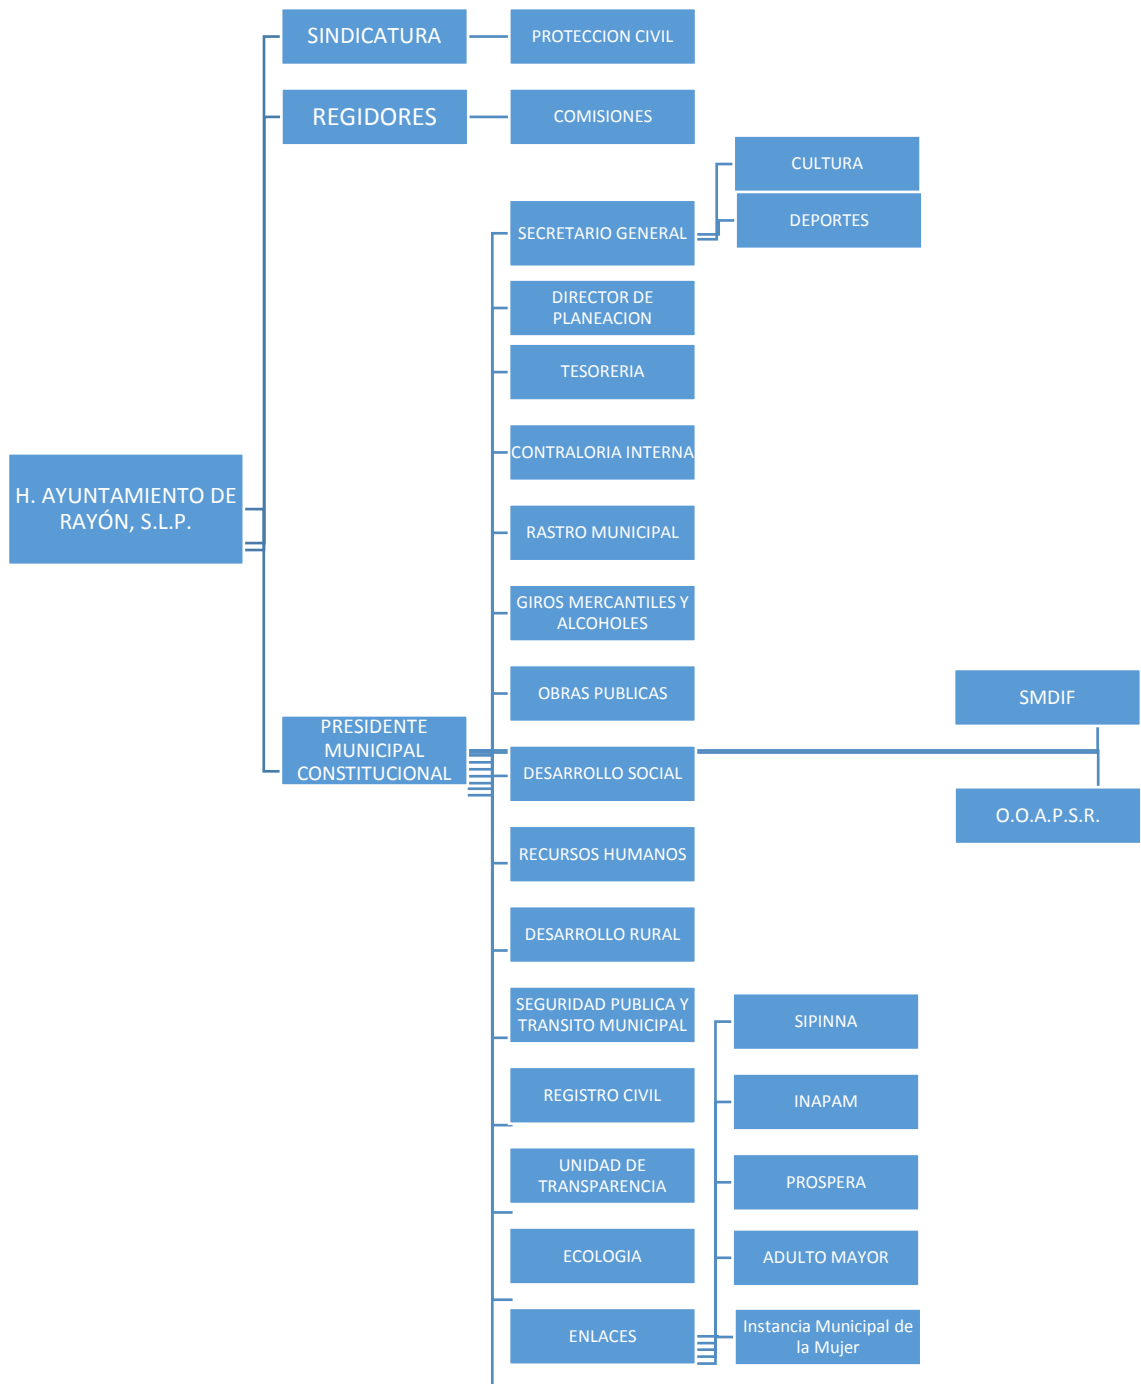 SINDICATURA
PROTECCION CIVIL
REGIDORES
COMISIONES
CULTURA
DEPORTES
SECRETARIO GENERAL
DIRECTOR DE
PLANEACION
TESORERIA
CONTRALORIA INTERNA
H. AYUNTAMIENTO DE
RAYÓN, S.L.P.
RASTRO MUNICIPAL
GIROS MERCANTILES Y
ALCOHOLES
OBRAS PUBLICAS
SMDIF
PRESIDENTE
MUNICIPAL
CONSTITUCIONAL
DESARROLLO SOCIAL
O.O.A.P.S.R.
RECURSOS HUMANOS
DESARROLLO RURAL
SEGURIDAD PUBLICA Y
TRANSITO MUNICIPAL
SIPINNA
REGISTRO CIVIL
INAPAM
UNIDAD DE
TRANSPARENCIA
PROSPERA
ECOLOGIA
ADULTO MAYOR
ENLACES
Instancia Municipal de
la Mujer